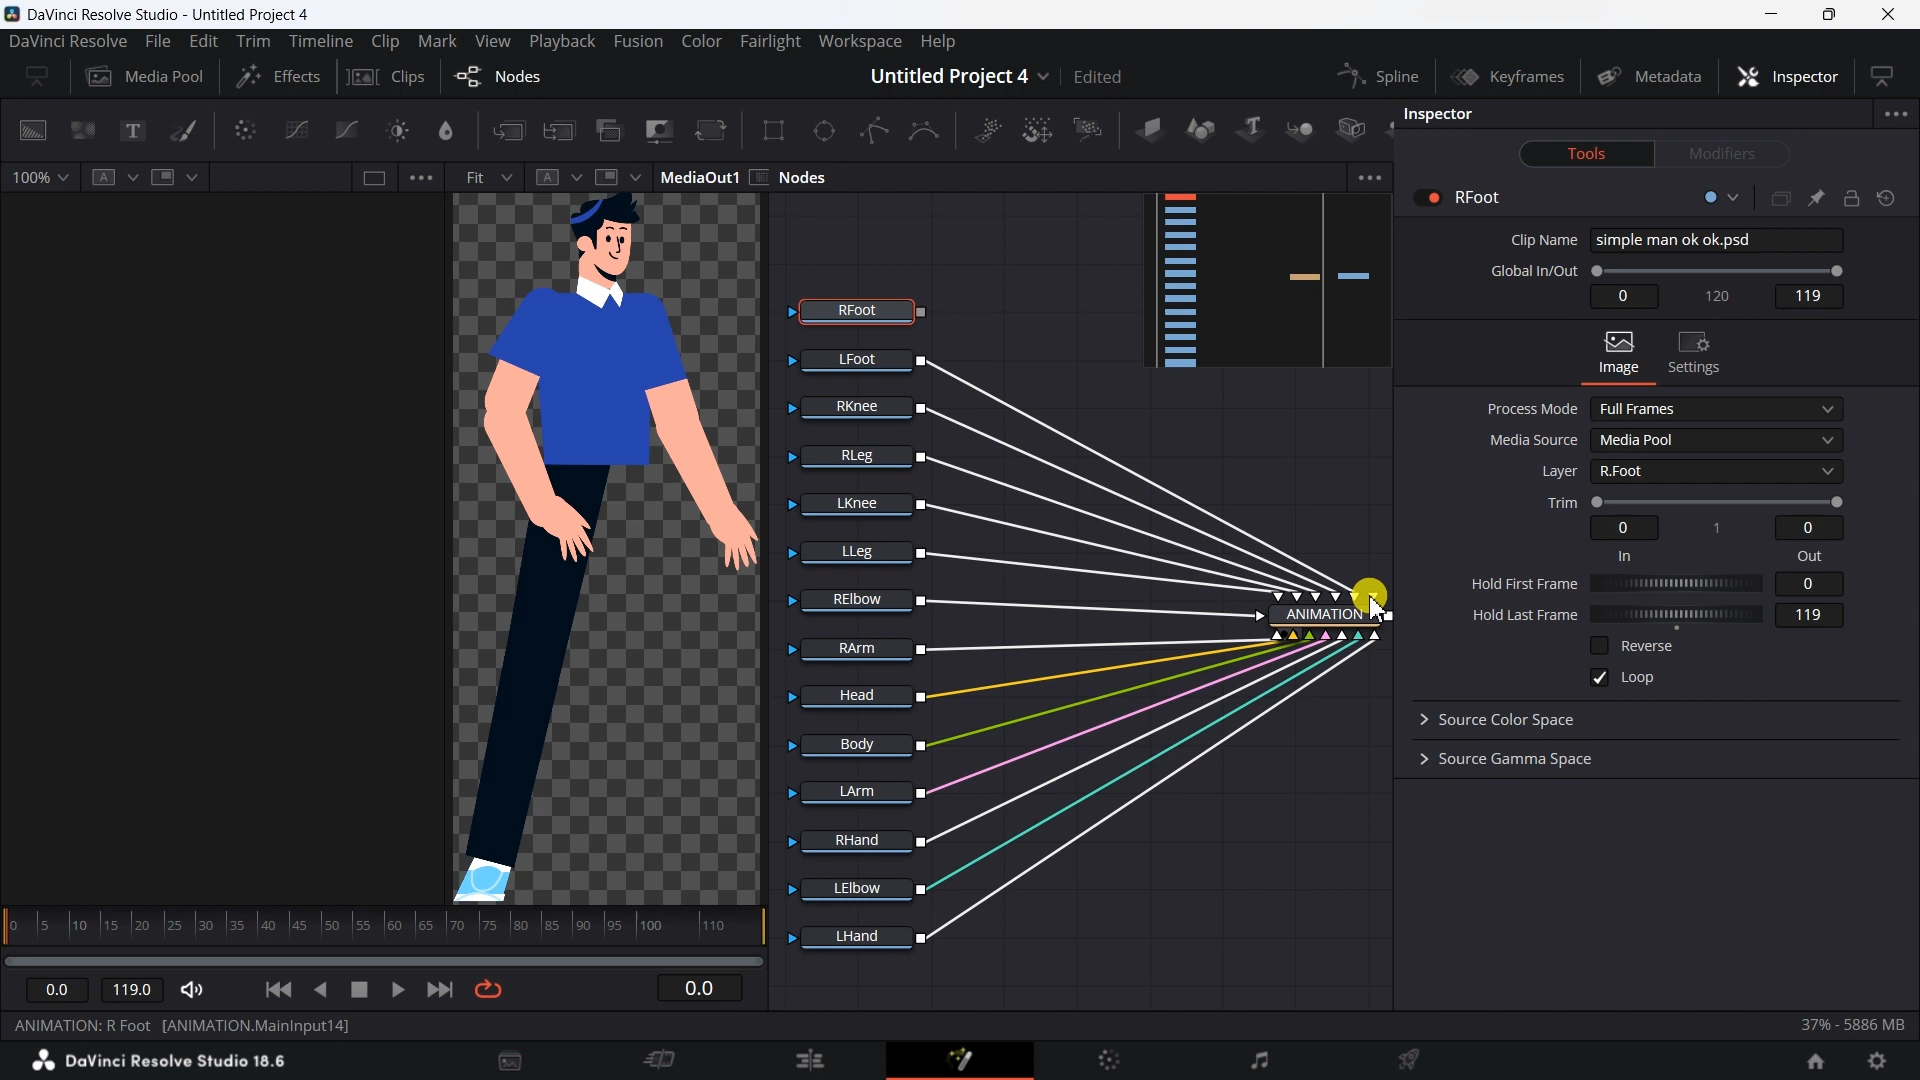 DaVinci Resolve Studio - Untitled Project 4
DaVinci Resolve File Edit Trim Timeline Clip Mark View Playback Fusion Color Fairlight Workspace Help
Media Pool Effects Clips Nodes Untitled Project 4 Edited Spline Keyframes Metadata Inspector
T T
Inspector
Tools Modifiers
100% A Fit A MediaOut1 Nodes
RFoot
Clip Name simple man ok ok.psd
Global In/Out
0 120 119
Image Settings
Process Mode Full Frames
Media Source Media Pool
Layer R.Foot
Trim
0 1 0
In Out
Hold First Frame 0
Hold Last Frame 119
Reverse
Loop
Source Color Space
Source Gamma Space
RFoot
LFoot
RKnee
RLeg
LKnee
LLeg
RElbow
RArm
Head
Body
LArm
RHand
LElbow
LHand
ANIMATION
0 5 10 15 20 25 30 35 40 45 50 55 60 65 70 75 80 85 90 95 100 110
0.0 119.0 0.0
ANIMATION: R Foot [ANIMATION.MainInput14]
37% - 5886 MB
DaVinci Resolve Studio 18.6